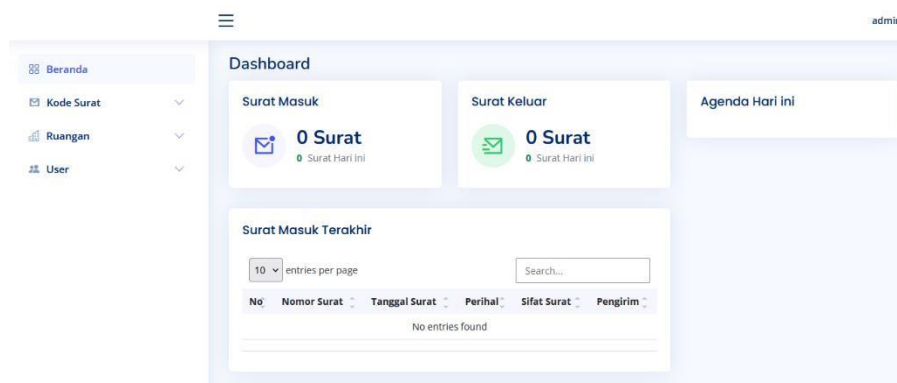 admin
Beranda
Kode Surat
Ruangan
User
Dashboard
Surat Masuk
0 Surat
0 Surat Hari ini
Surat Keluar
0 Surat
0 Surat Hari ini
Agenda Hari ini
Surat Masuk Terakhir
10 entries per page
Search...
No Nomor Surat Tanggal Surat Perihal Sifat Surat Pengirim
No entries found